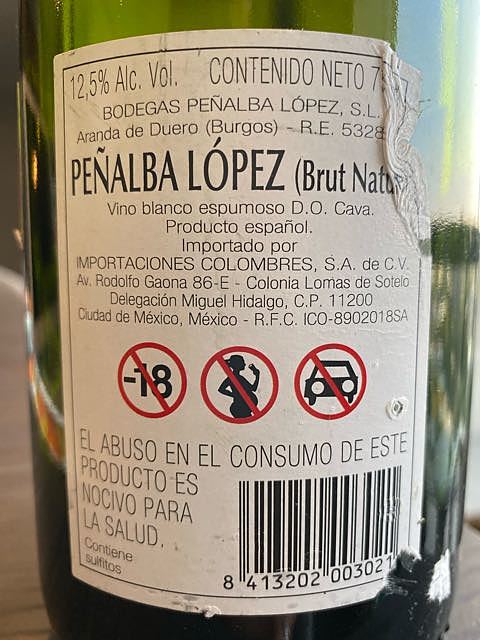 12,5% Alc. Vol. CONTENIDO NETO
BODEGAS PEÑALBA LÓPEZ, S.L.
Aranda de Duero (Burgos) - R.E. 5328
PEÑALBA LÓPEZ (Brut
Vino blanco espumoso D.O. Cava.
Producto español.
Importado por
IMPORTACIONES COLOMBRES, S.A. de C.V.
Av. Rodolfo Gaona 86-E - Colonia Lomas de Sotelo
Delegación Miguel Hidalgo, C.P. 11200
Ciudad de México, México - R.F.C. ICO-8902018SA
-18
EL ABUSO EN EL CONSUMO DE ESTE
PRODUCTO ES
NOCIVO PARA
LA SALUD.
Contiene
sulfitos
8 413202 003021